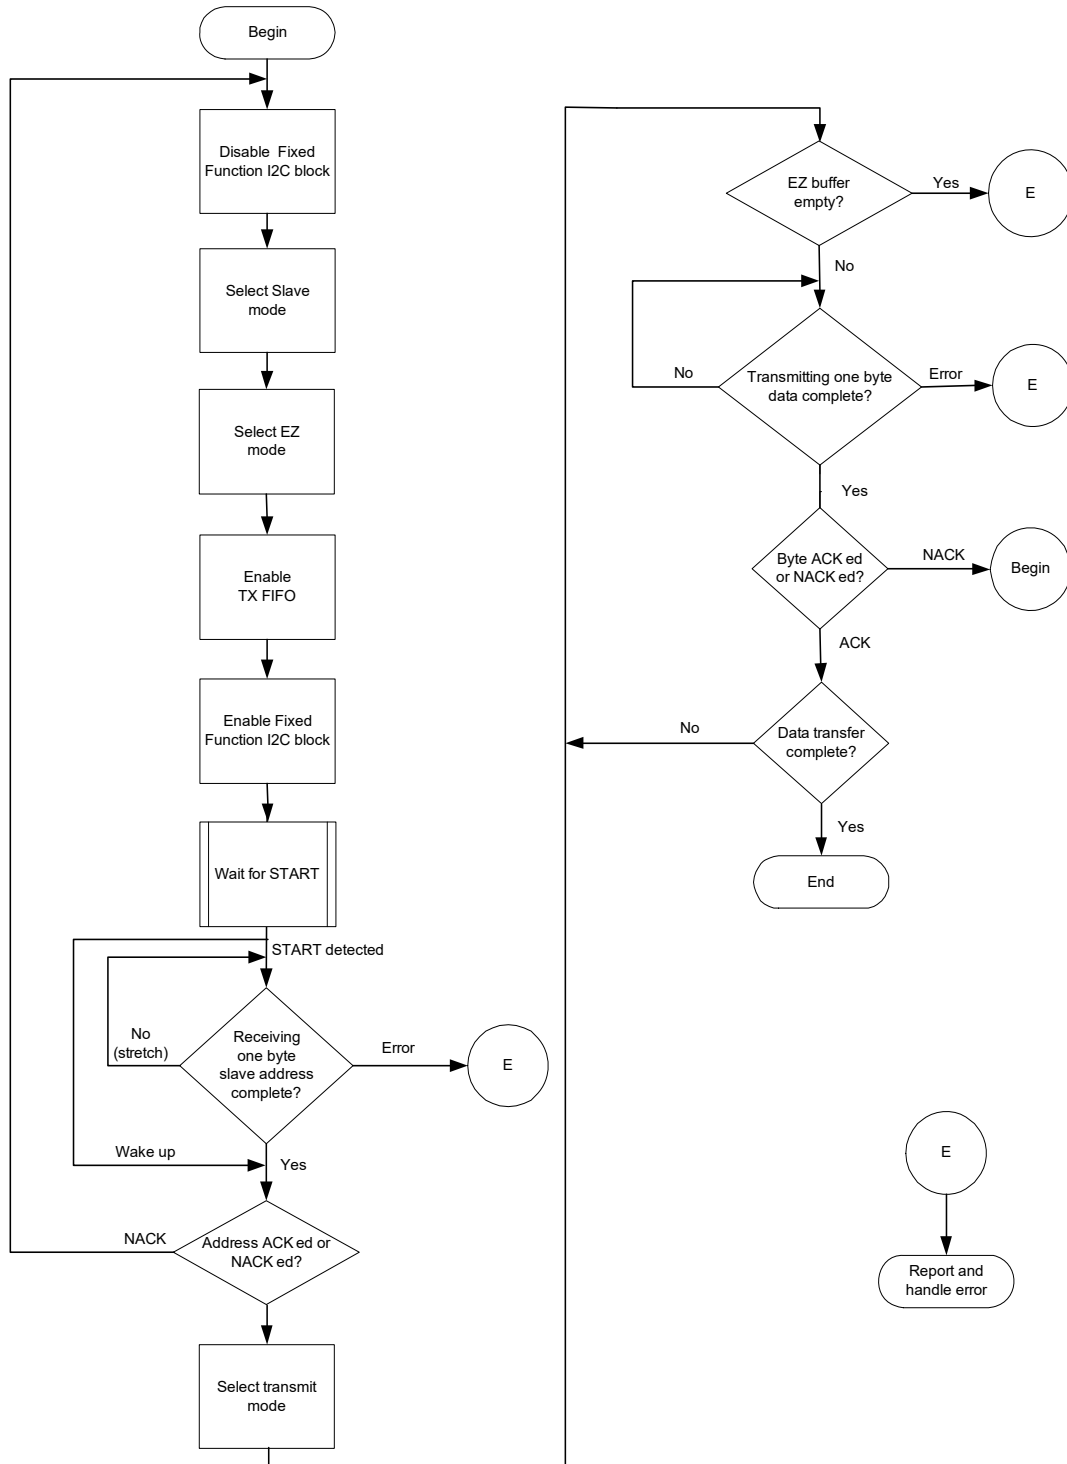 Begin
Disable Fixed
Function I2C block
Select Slave
mode
Select EZ
mode
Enable
TX FIFO
Enable Fixed
Function I2C block
Wait for START
START detected
No
(stretch)
Receiving
one byte
slave address
complete?
Error
E
Wake up
Yes
NACK
Address ACK ed or
NACK ed?
Select transmit
mode
EZ buffer
empty?
Yes
E
No
No
Transmitting one byte
data complete?
Error
E
Yes
Byte ACK ed
or NACK ed?
NACK
Begin
ACK
No
Data transfer
complete?
Yes
End
E
Report and
handle error